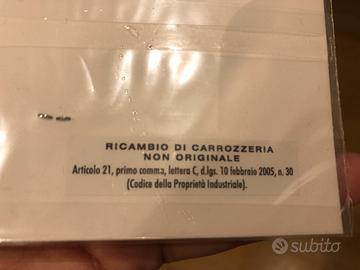 RICAMBIO DI CARROZZERIA
NON ORIGINALE
Articolo 21, primo comma, lettera C, d.lgs. 10 febbraio 2005, n. 30
(Codice della Proprietà Industriale).
subito